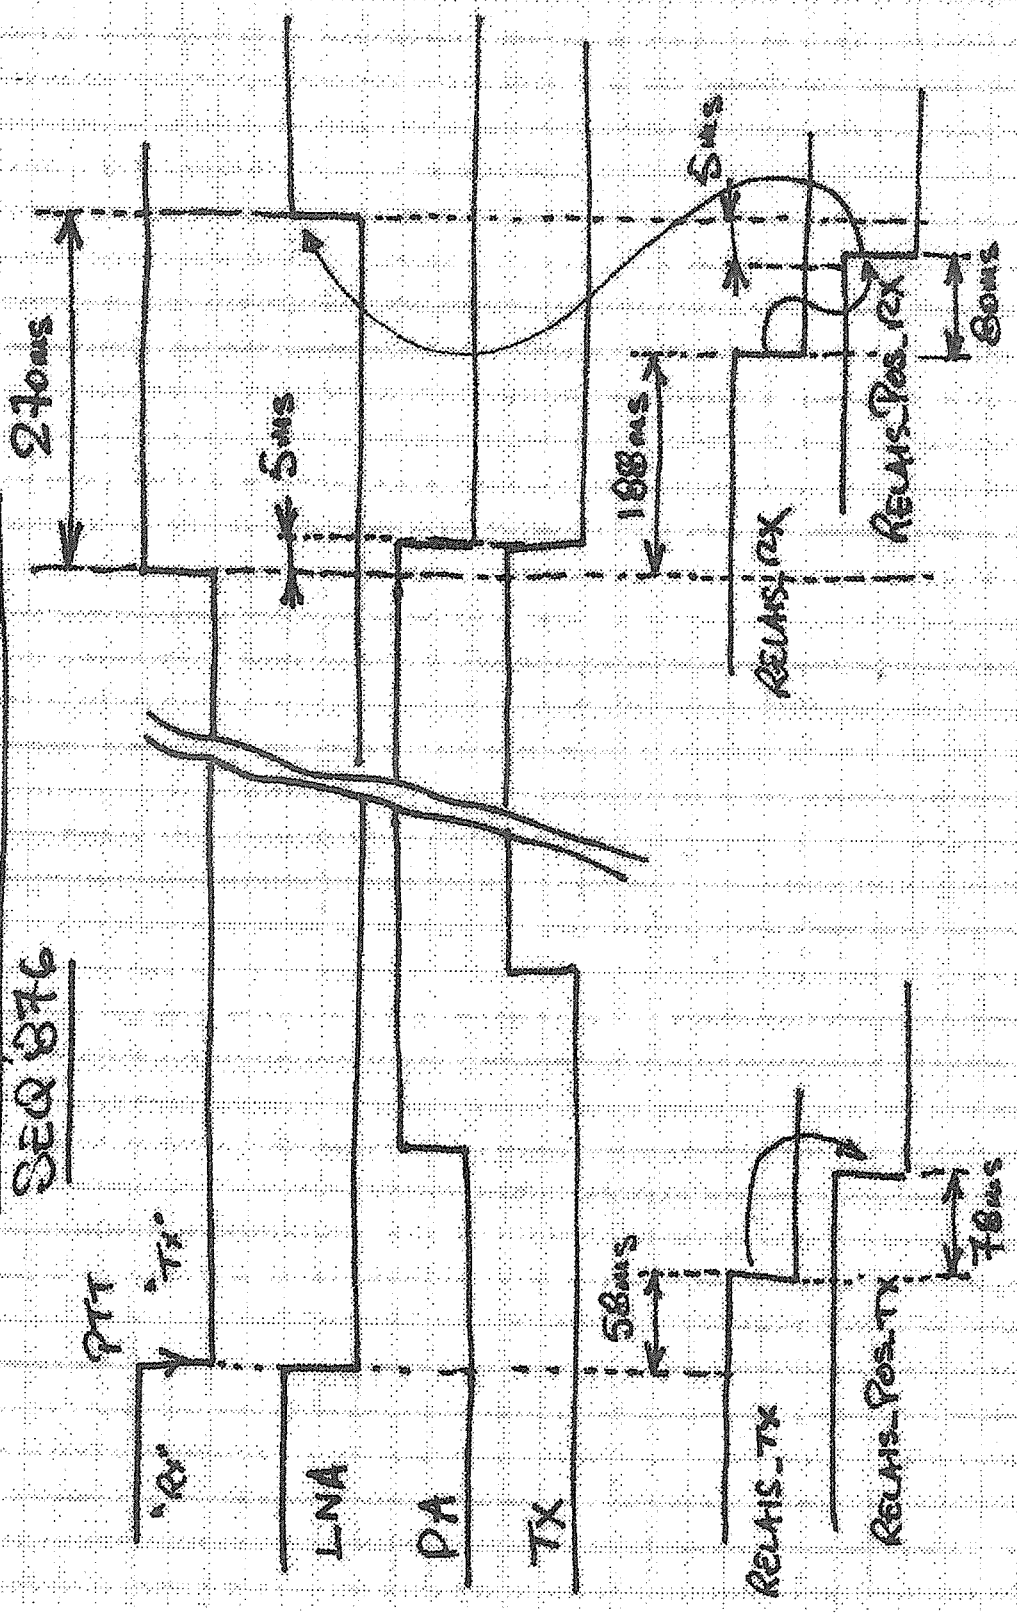 SEQ '876
PTT
270ms
"Rx"
"Tx"
LNA
5ms
PA
TX
58ms
188ms
5ms
RELAIS_TX
RELAIS_RX
RELAIS_POS_TX
RELAIS_POS_RX
78ms
80ms